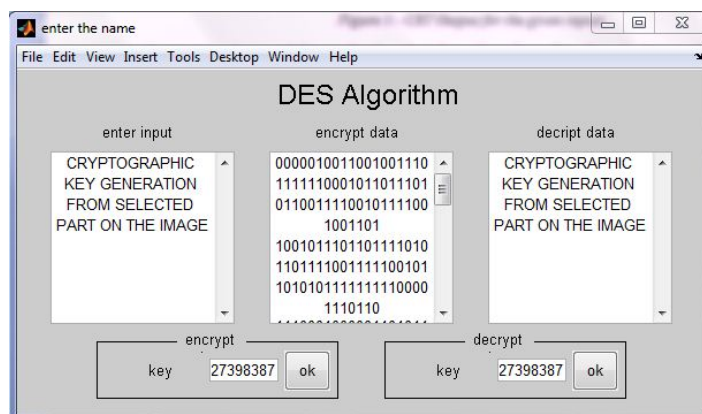 enter the name
File Edit View Insert Tools Desktop Window Help
DES Algorithm
enter input
CRYPTOGRAPHIC
KEY GENERATION
FROM SELECTED
PART ON THE IMAGE
encrypt data
0000010011001001110
1111110001011011101
0110011110010111100
1001101
1001011101101111010
1101111001111100101
1010101111111110000
1110110
decript data
CRYPTOGRAPHIC
KEY GENERATION
FROM SELECTED
PART ON THE IMAGE
encrypt
key 27398387 ok
decrypt
key 27398387 ok